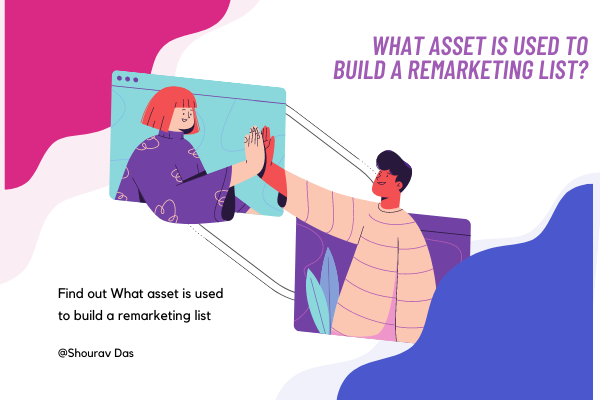 WHAT ASSET IS USED TO
BUILD A REMARKETING LIST?
Find out What asset is used
to build a remarketing list
@Shourav Das